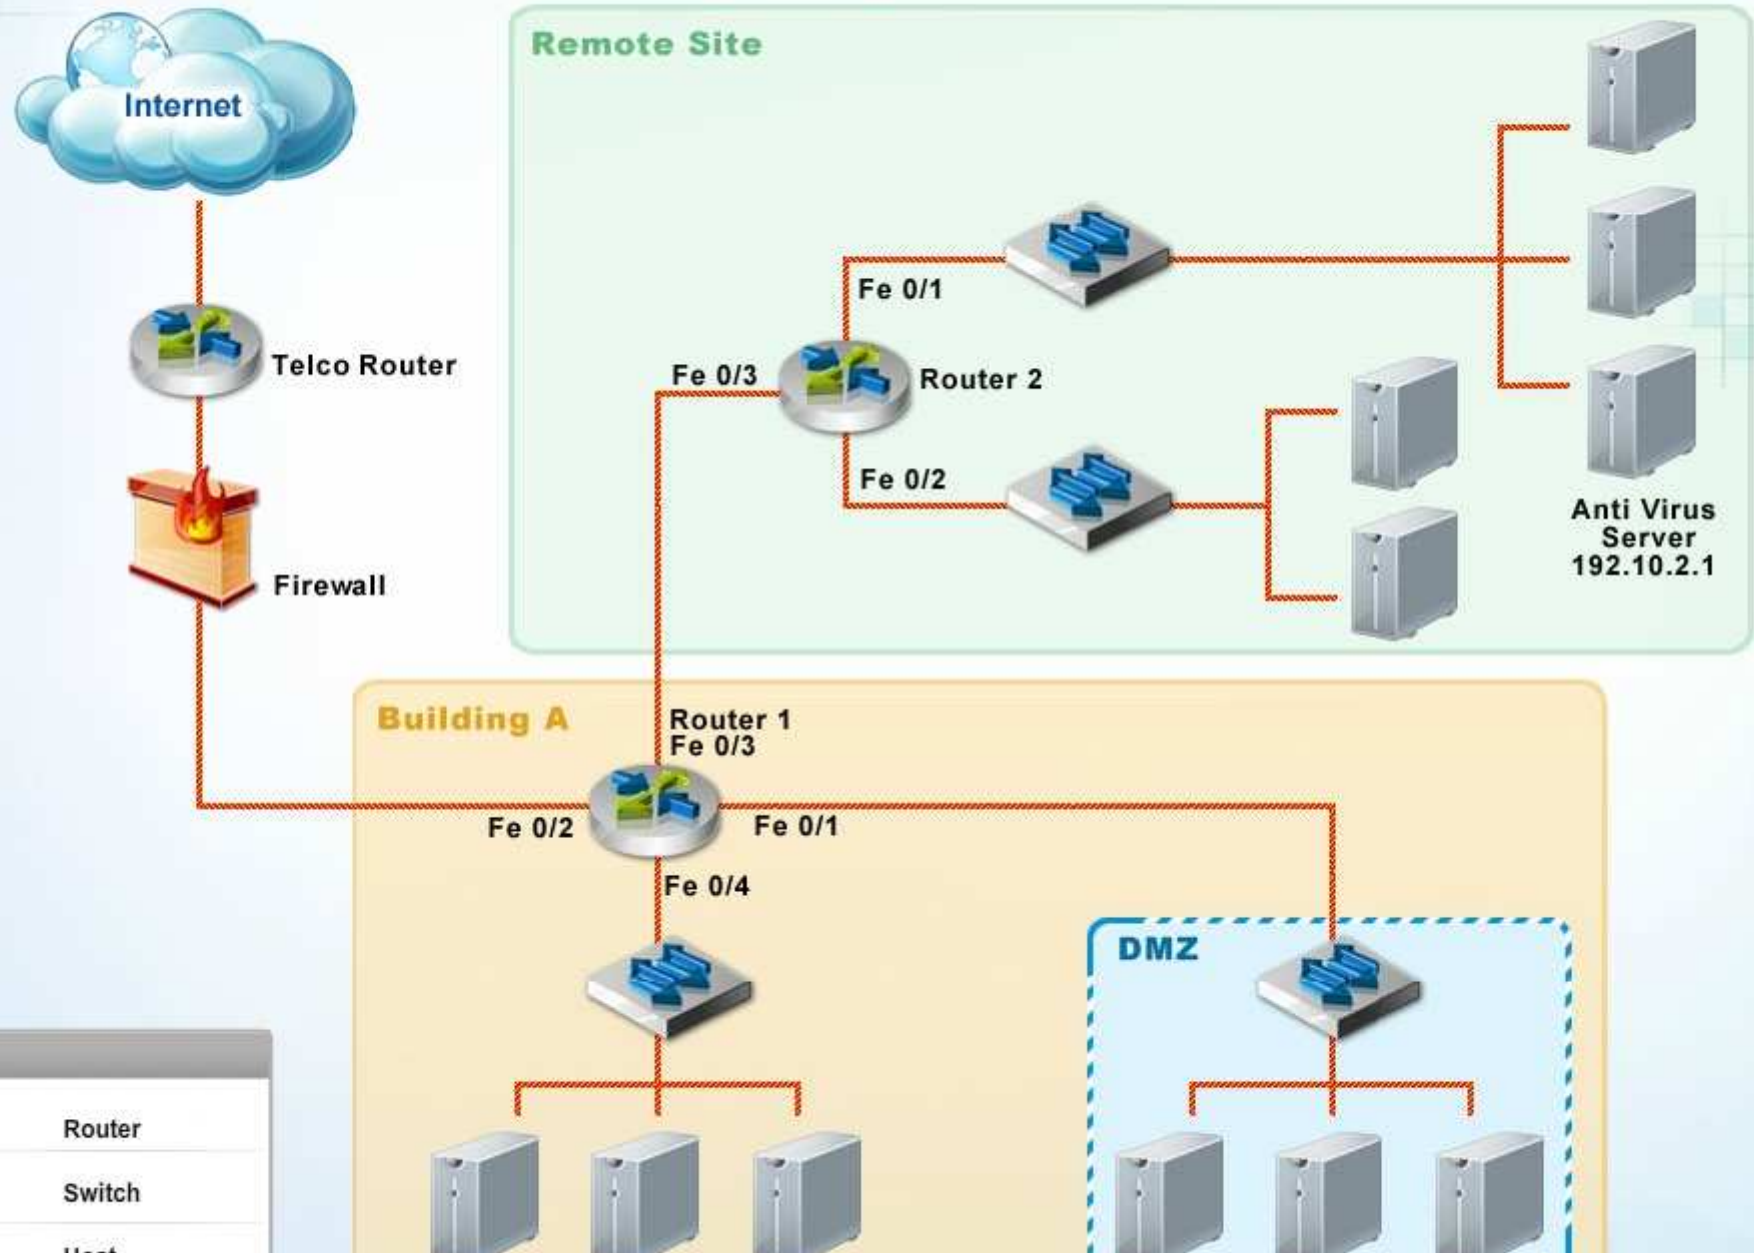 Remote Site
Internet
Fe 0/1
Telco Router
Fe 0/3
Router 2
Fe 0/2
Anti Virus
Server
192.10.2.1
Firewall
Building A
Router 1
Fe 0/3
Fe 0/2
Fe 0/1
Fe 0/4
DMZ
Router
Switch